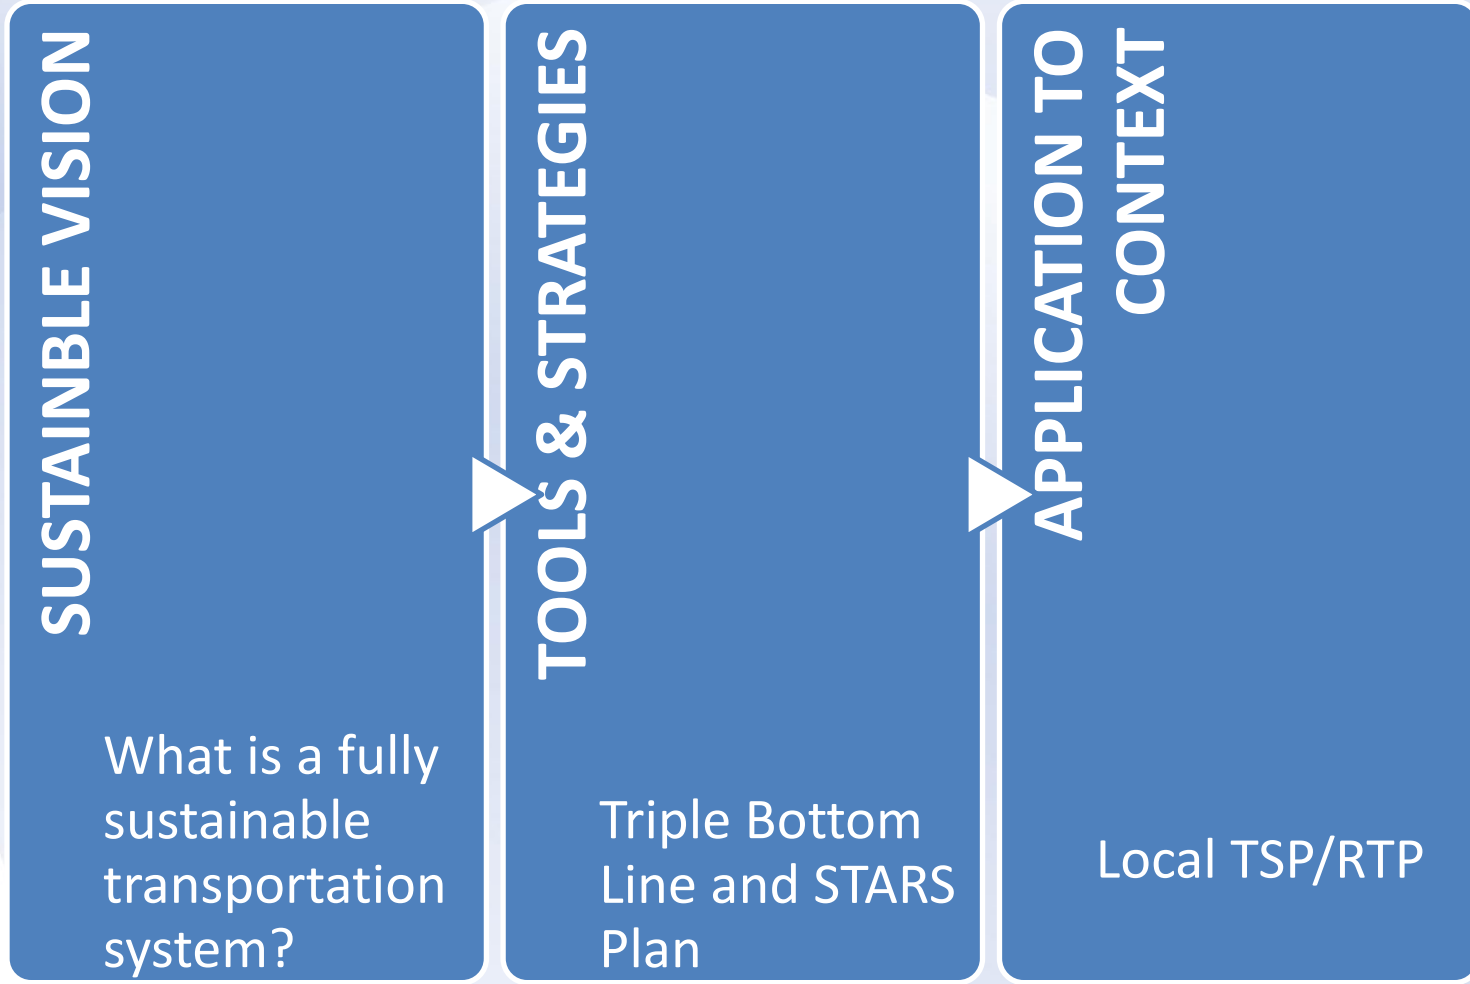 SUSTAINBLE VISION
What is a fully
sustainable
transportation
system?
TOOLS & STRATEGIES
Triple Bottom
Line and STARS
Plan
APPLICATION TO
CONTEXT
Local TSP/RTP